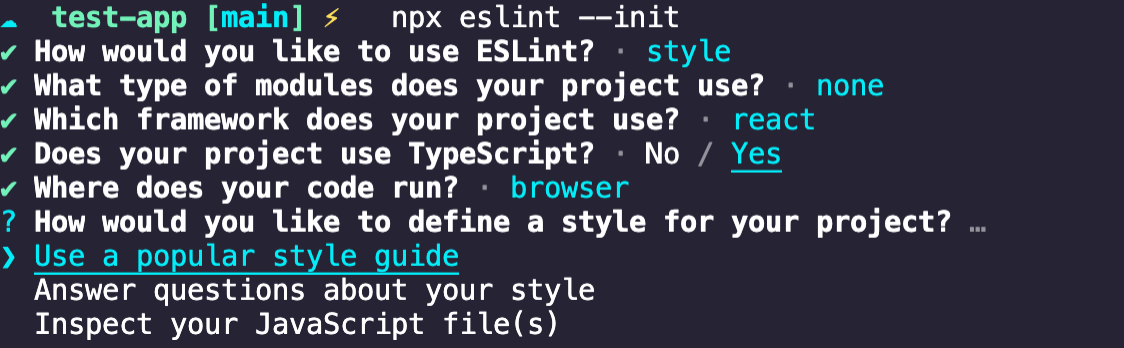 test-app [main] ⚡ npx eslint --init
✔ How would you like to use ESLint? · style
✔ What type of modules does your project use? · none
✔ Which framework does your project use? · react
✔ Does your project use TypeScript? · No / Yes
✔ Where does your code run? · browser
? How would you like to define a style for your project? …
❯ Use a popular style guide
Answer questions about your style
Inspect your JavaScript file(s)